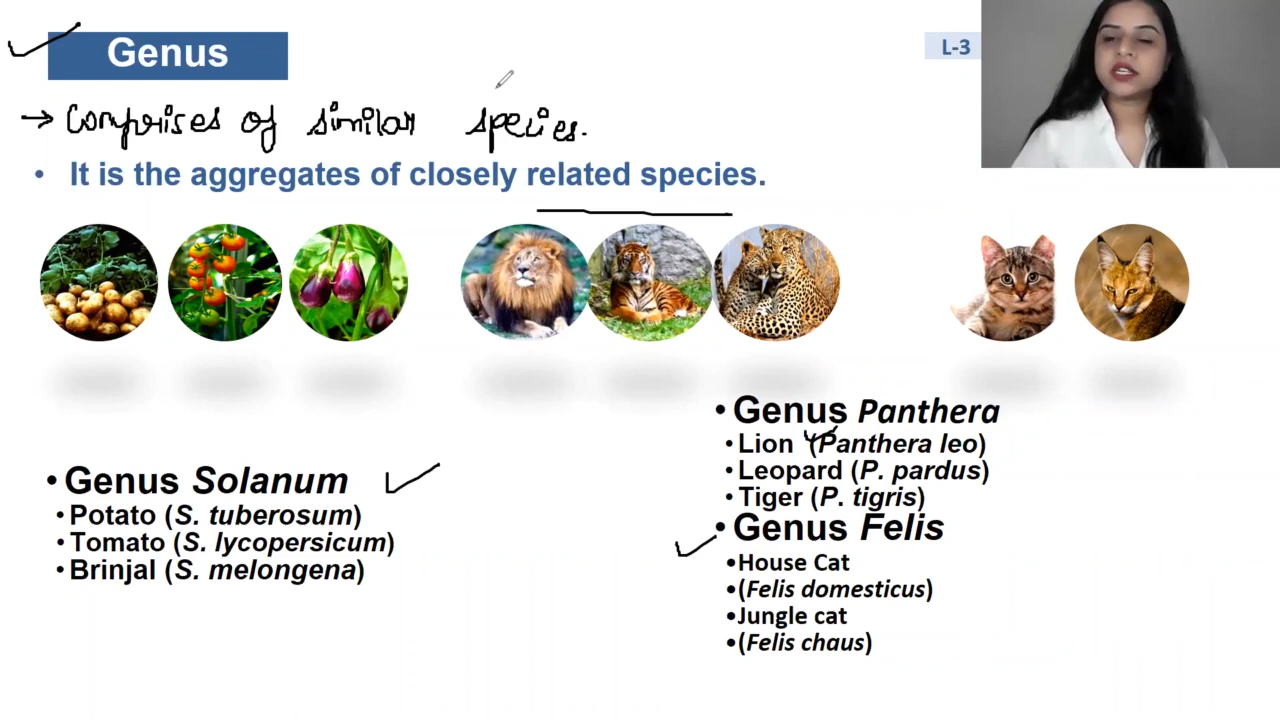 Genus
L-3
→ Comprises of similar species.
• It is the aggregates of closely related species.
• Genus Solanum
• Potato (S. tuberosum)
• Tomato (S. lycopersicum)
• Brinjal (S. melongena)
• Genus Panthera
• Lion (Panthera leo)
• Leopard (P. pardus)
• Tiger (P. tigris)
• Genus Felis
•House Cat
•(Felis domesticus)
•Jungle cat
•(Felis chaus)